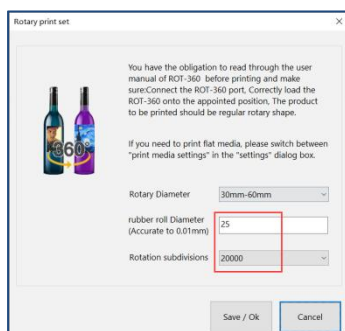 Rotary print set
You have the obligation to read through the user
manual of ROT-360 before printing and make
sure:Connect the ROT-360 port, Correctly load the
ROT-360 onto the appointed position, The product
to be printed should be regular rotary shape.
If you need to print flat media, please switch between
"print media settings" in the "settings" dialog box.
360°
Rotary Diameter 30mm-60mm
rubber roll Diameter 25
(Accurate to 0.01mm)
Rotation subdivisions 20000
Save / Ok Cancel